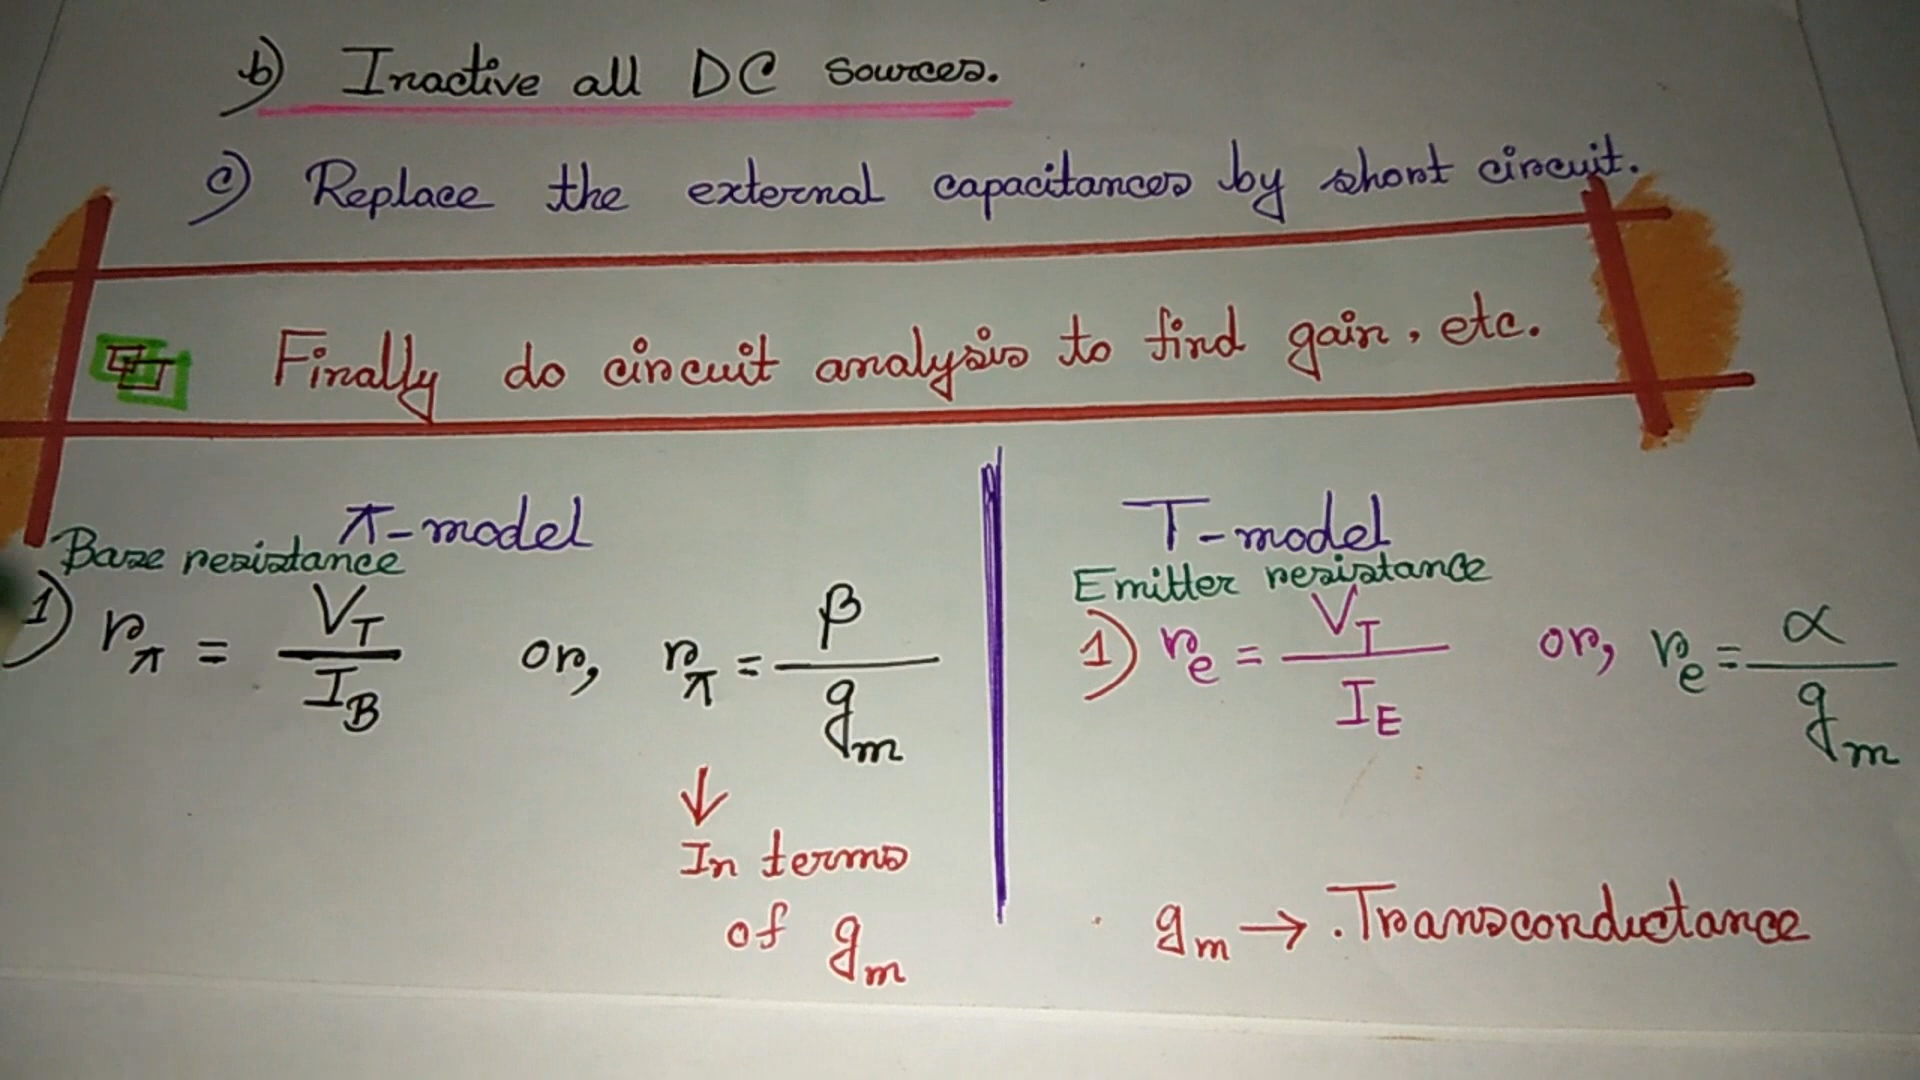 b) Inactive all DC sources.
c) Replace the external capacitances by short circuit.
Finally do circuit analysis to find gain, etc.
π-model
Base resistance
1) rπ = VT / IB or, rπ = β / gm
↓
In terms
of gm
T-model
Emitter resistance
1) re = VT / IE or, re = α / gm
gm → Transconductance